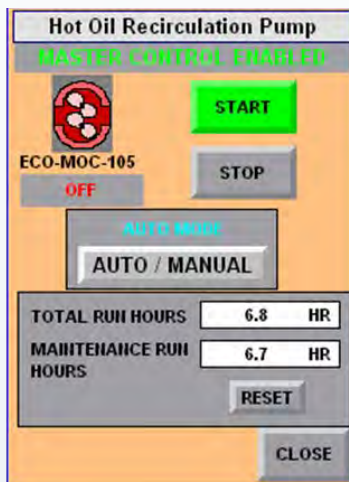 Hot Oil Recirculation Pump
MASTER CONTROL ENABLED
START
ECO-MOC-105
STOP
OFF
AUTO MODE
AUTO / MANUAL
TOTAL RUN HOURS 6.8 HR
MAINTENANCE RUN HOURS 6.7 HR
RESET
CLOSE